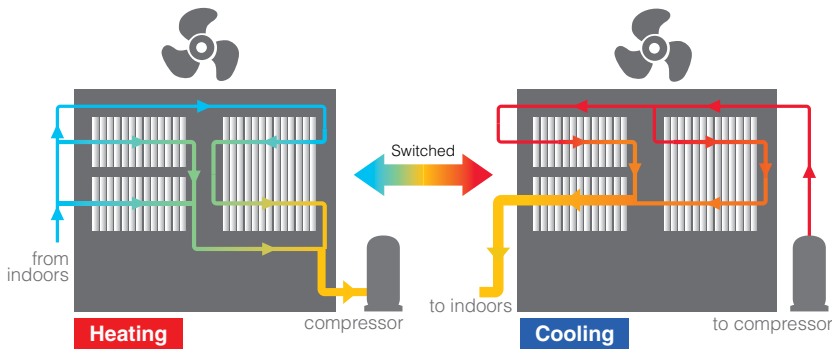 Switched
from
indoors
compressor
Heating
to indoors
to compressor
Cooling